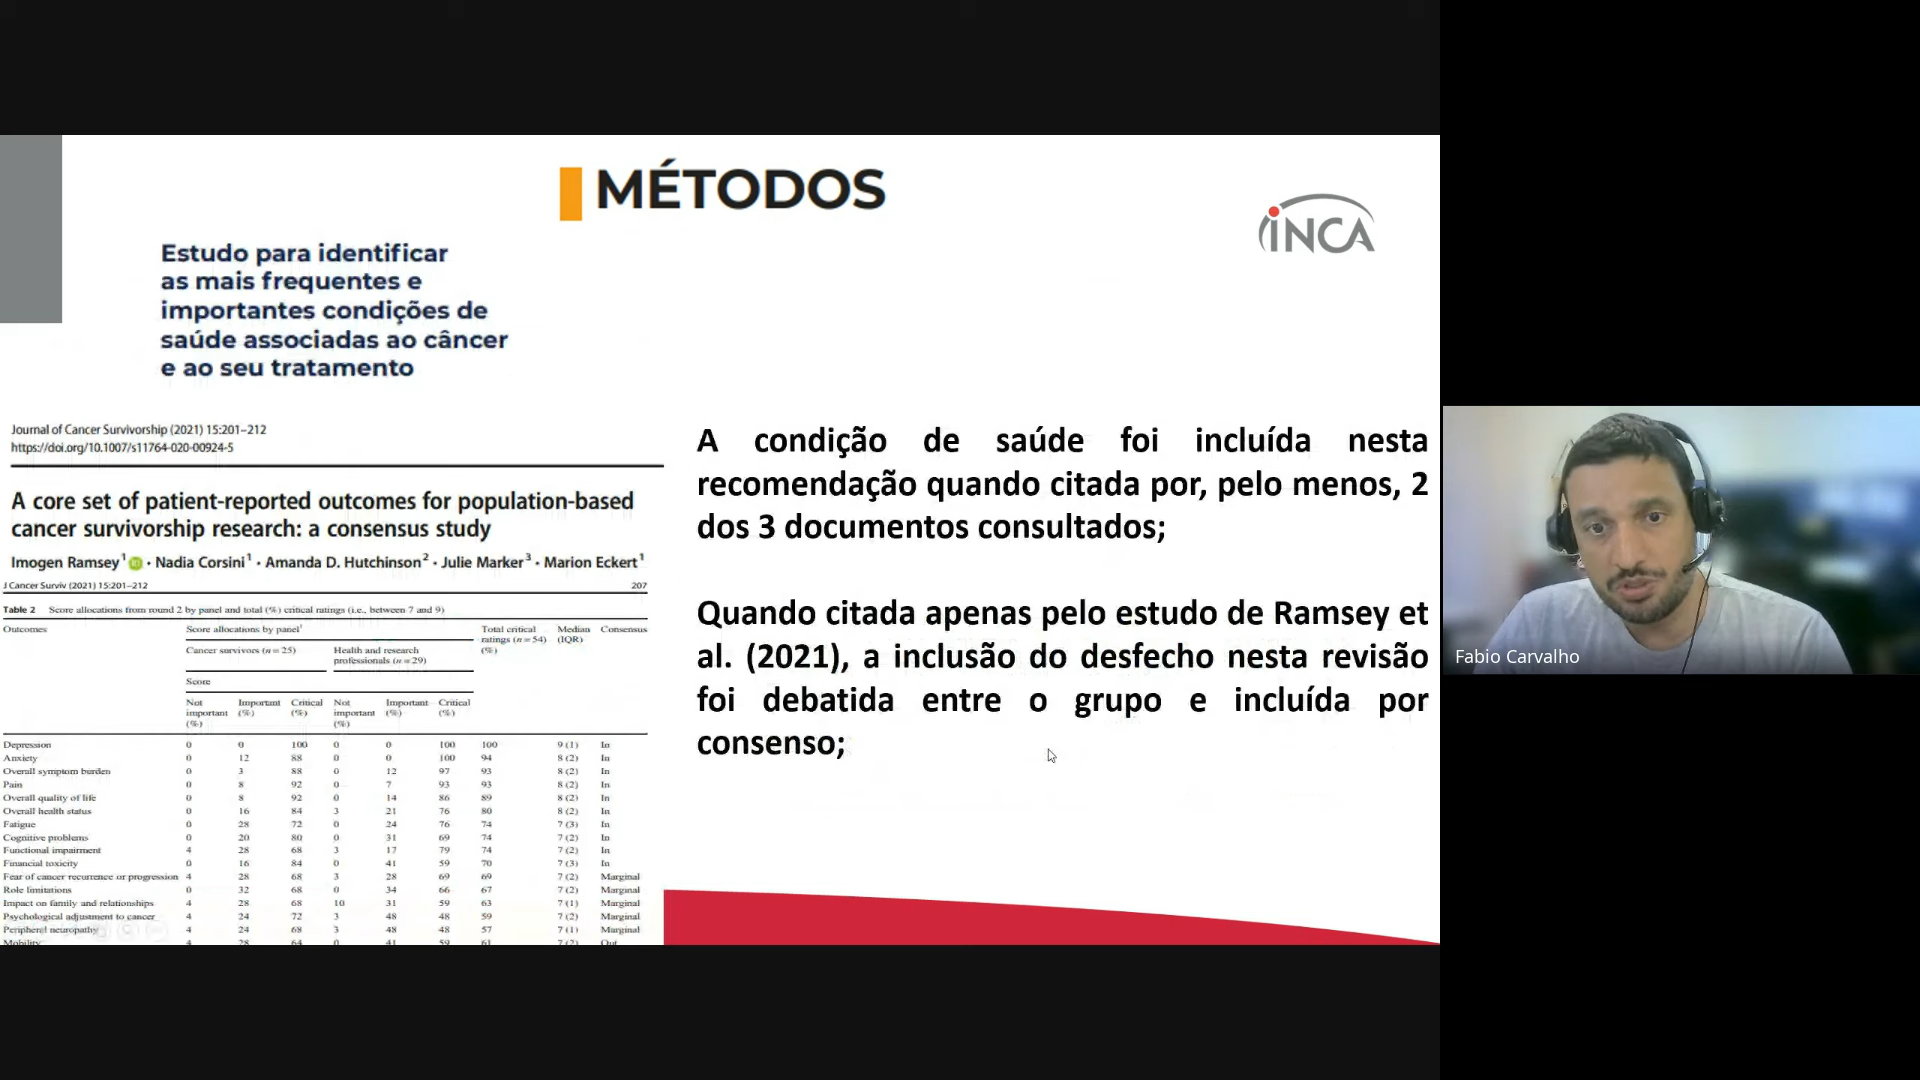 MÉTODOS
INCA
Estudo para identificar
as mais frequentes e
importantes condições de
saúde associadas ao câncer
e ao seu tratamento
Journal of Cancer Survivorship (2021) 15:201–212
https://doi.org/10.1007/s11764-020-00924-5
A core set of patient-reported outcomes for population-based
cancer survivorship research: a consensus study
Imogen Ramsey1 · Nadia Corsini1 · Amanda D. Hutchinson2 · Julie Marker3 · Marion Eckert1
J Cancer Surviv (2021) 15:201–212 207
Table 2 Score allocations from round 2 by panel and total (%) critical ratings (i.e., between 7 and 9)
Outcomes Score allocations by panel1 Total critical ratings (n = 54) (%) Median (IQR) Consensus
Cancer survivors (n = 25) Health and research professionals (n = 29)
Score
Not important (%) Important (%) Critical (%) Not important (%) Important (%) Critical (%)
Depression 0 0 100 0 0 100 100 9 (1) In
Anxiety 0 12 88 0 0 100 94 8 (2) In
Overall symptom burden 0 3 88 0 12 97 93 8 (2) In
Pain 0 8 92 0 7 93 93 8 (2) In
Overall quality of life 0 8 92 0 14 86 89 8 (2) In
Overall health status 0 16 84 3 21 76 80 8 (2) In
Fatigue 0 28 72 0 24 76 74 7 (3) In
Cognitive problems 0 20 80 0 31 69 74 7 (2) In
Functional impairment 4 28 68 3 17 79 74 7 (2) In
Financial toxicity 0 16 84 0 41 59 70 7 (3) In
Fear of cancer recurrence or progression 4 28 68 3 28 69 69 7 (2) Marginal
Role limitations 0 32 68 0 34 66 67 7 (2) Marginal
Impact on family and relationships 4 28 68 10 31 59 63 7 (1) Marginal
Psychological adjustment to cancer 4 24 72 3 48 48 59 7 (2) Marginal
Peripheral neuropathy 4 24 68 3 48 48 57 7 (1) Marginal
Mobility 4 28 64 0 41 59 61 7 (2) Out
A condição de saúde foi incluída nesta
recomendação quando citada por, pelo menos, 2
dos 3 documentos consultados;
Quando citada apenas pelo estudo de Ramsey et
al. (2021), a inclusão do desfecho nesta revisão
foi debatida entre o grupo e incluída por
consenso;
Fabio Carvalho